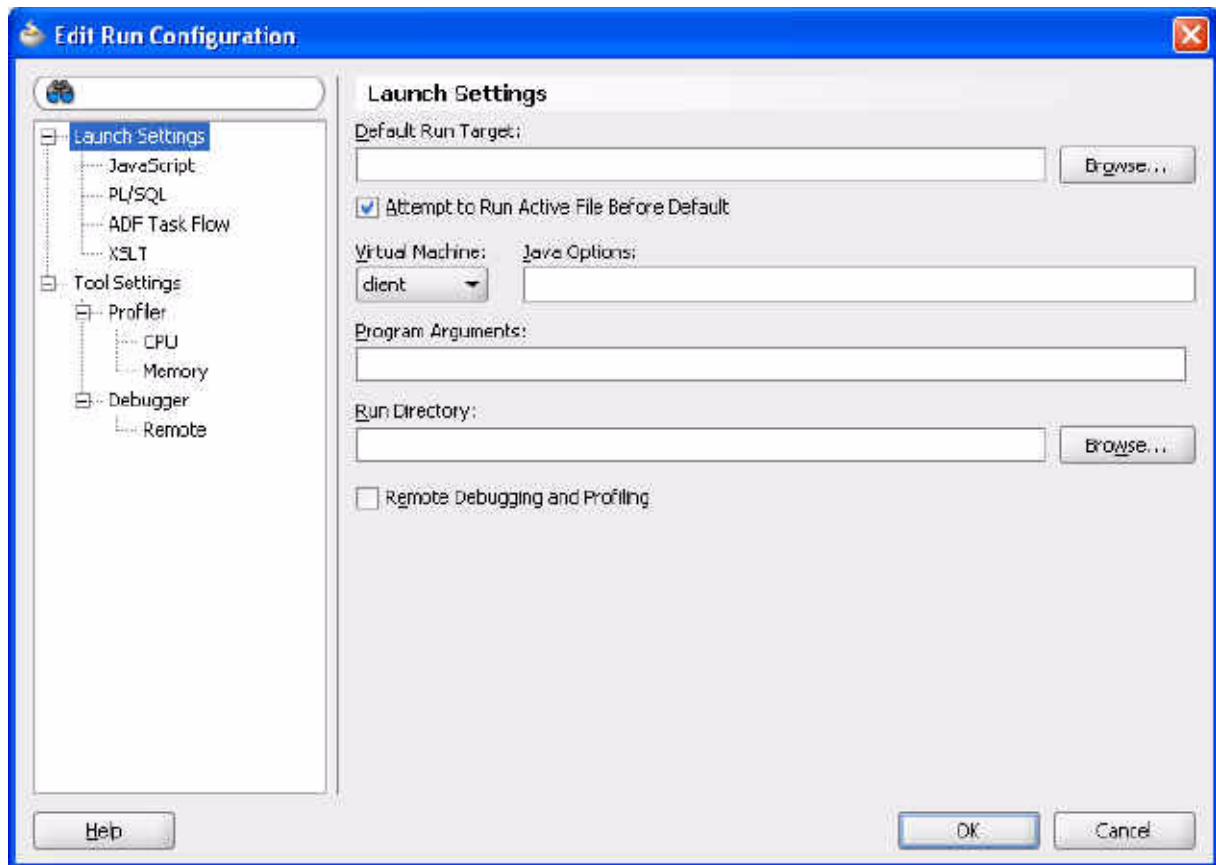 Edit Run Configuration
Launch Settings
JavaScript
PL/SQL
ADF Task Flow
XSLT
Tool Settings
Profiler
CPU
Memory
Debugger
Remote
Launch Settings
Default Run Target:
Browse...
Attempt to Run Active File Before Default
Virtual Machine:
Java Options:
client
Program Arguments:
Run Directory:
Browse...
Remote Debugging and Profiling
Help
OK
Cancel